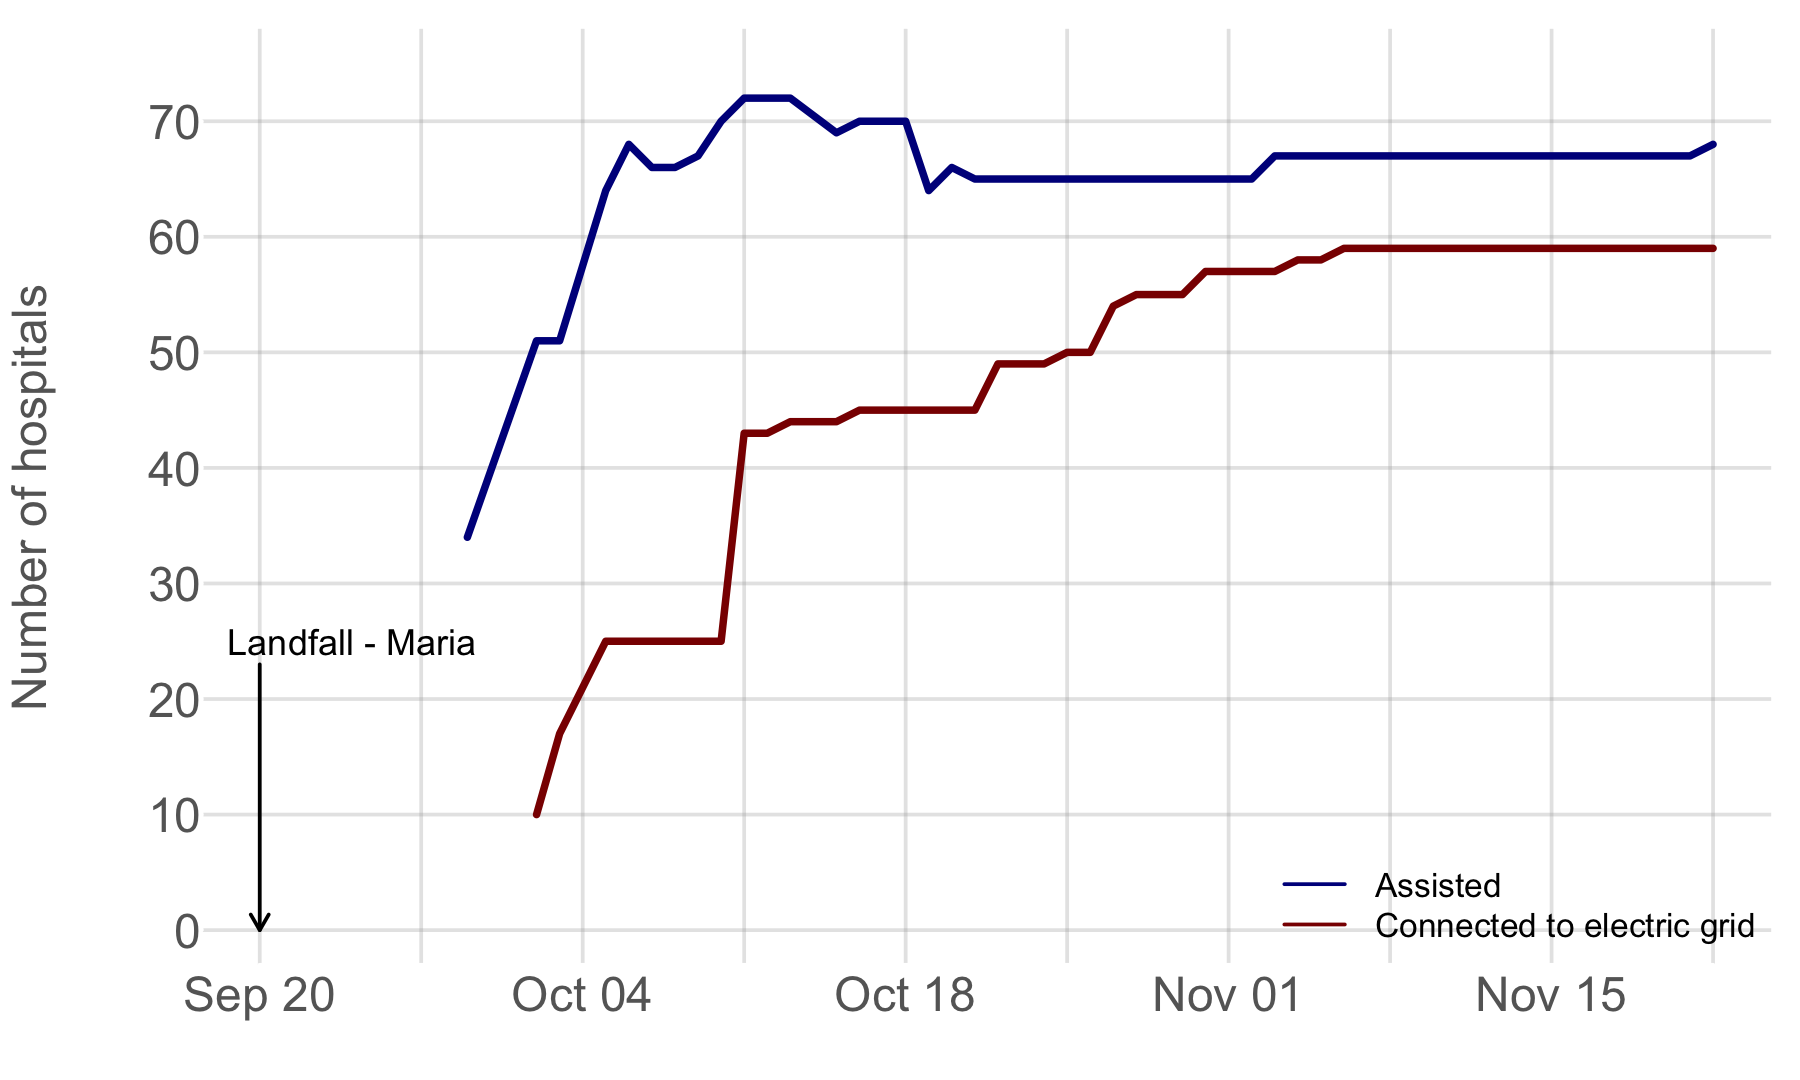 Number of hospitals
70
60
50
40
30
20
10
0
Landfall - Maria
Assisted
Connected to electric grid
Sep 20
Oct 04
Oct 18
Nov 01
Nov 15